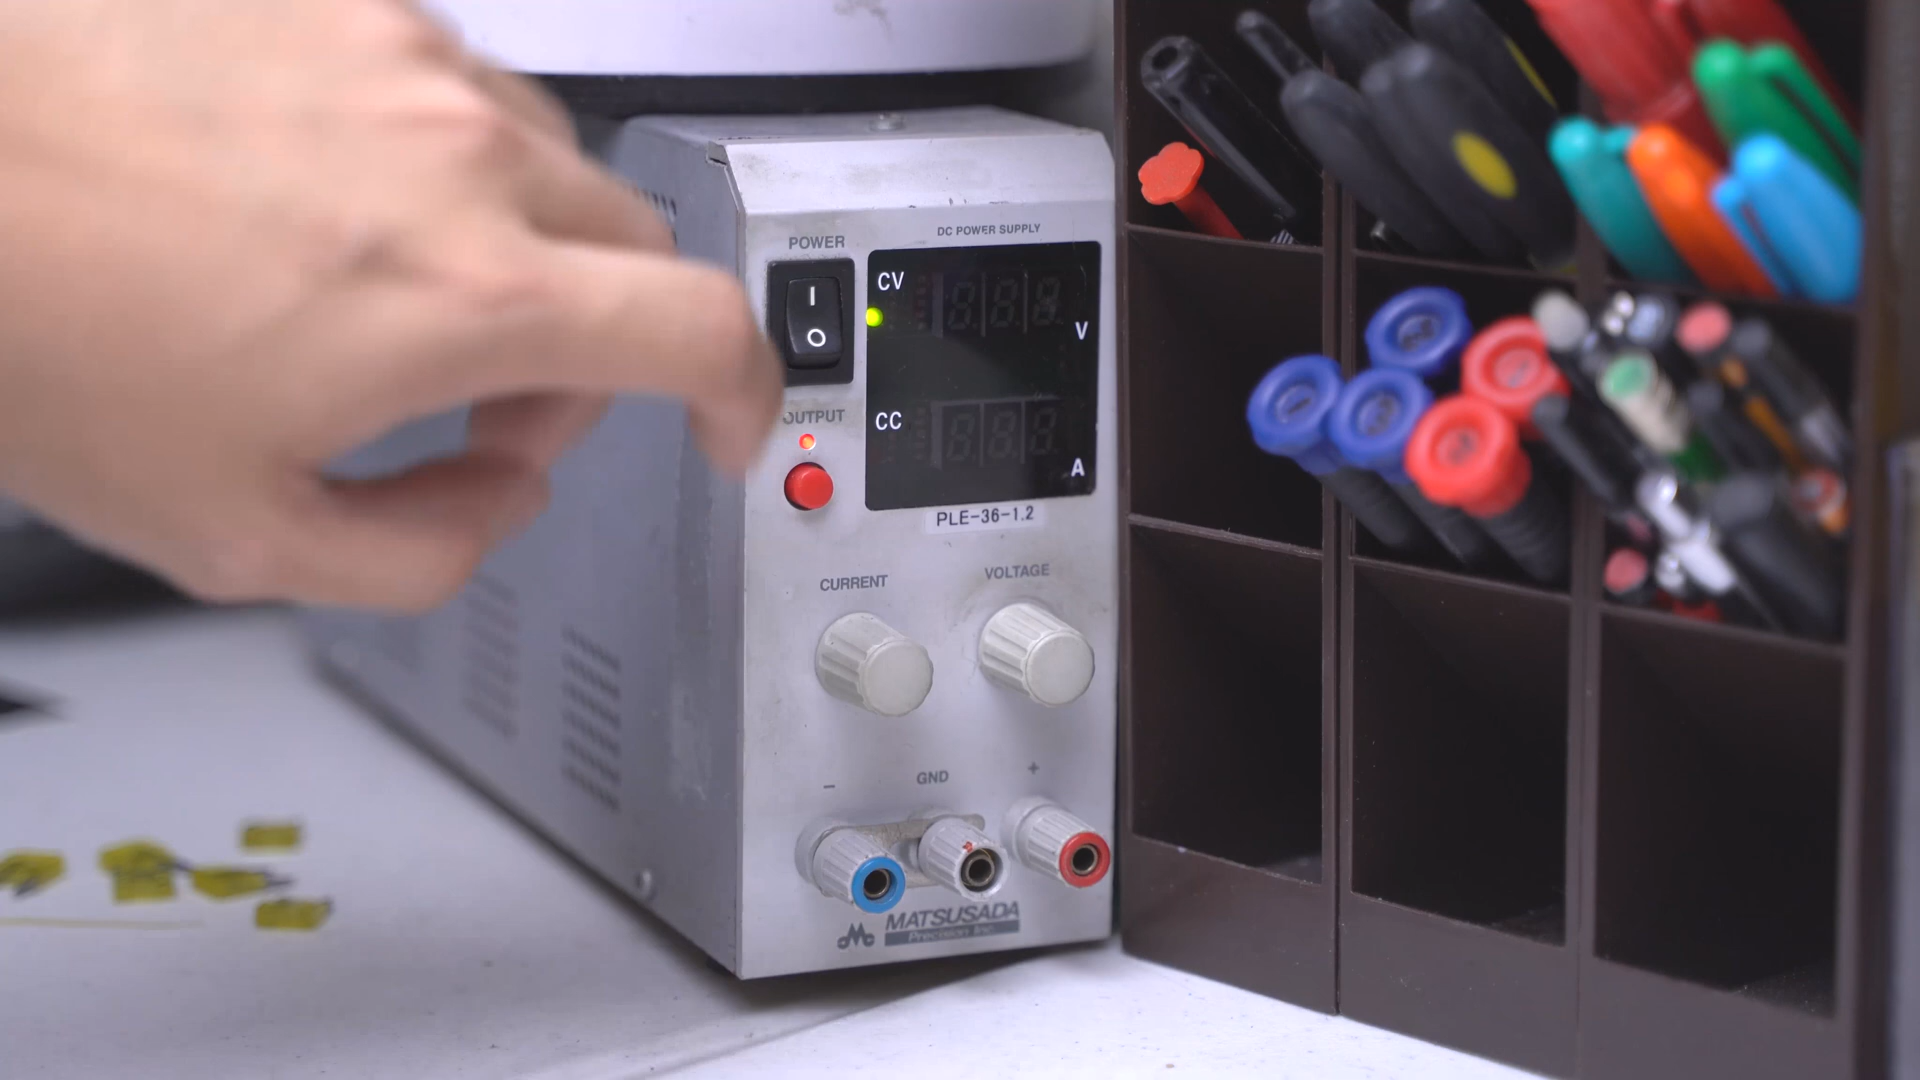 DC POWER SUPPLY
POWER
I
O
CV
V
OUTPUT
CC
A
PLE-36-1.2
CURRENT
VOLTAGE
− GND +
MATSUSADA
Precision Inc.